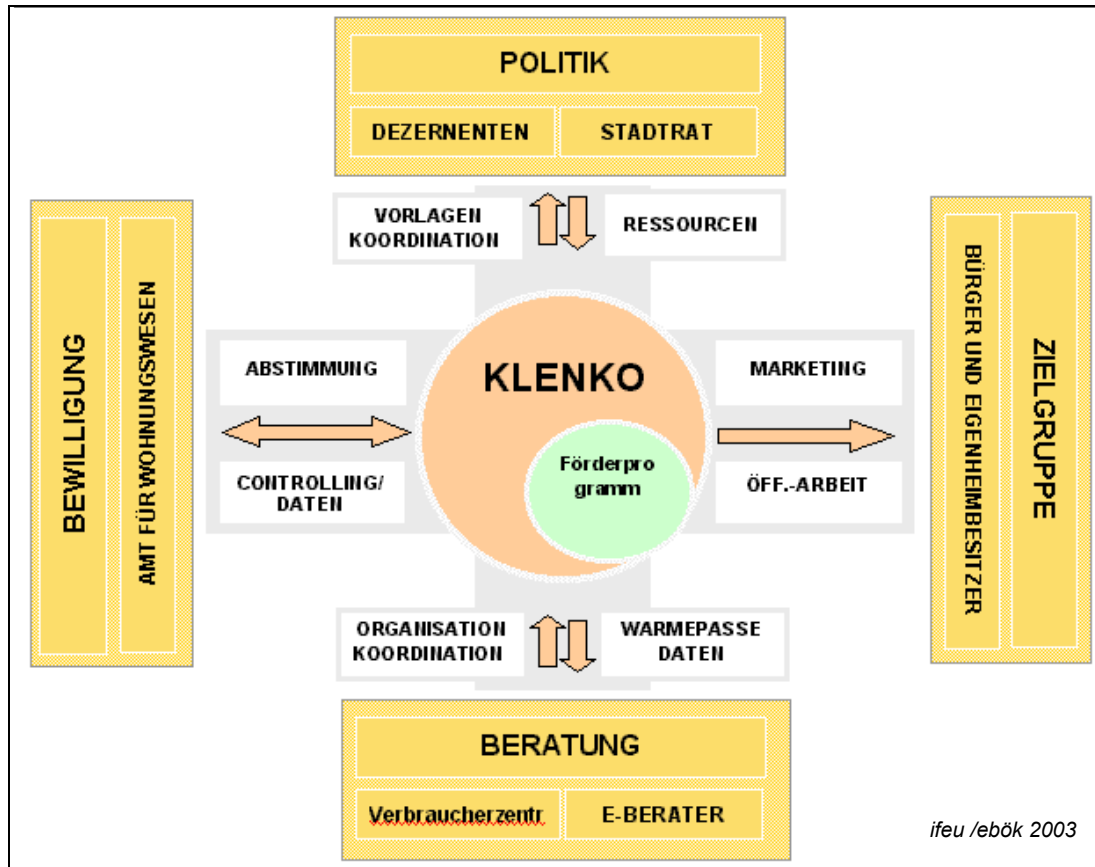 POLITIK
DEZERNENTEN
STADTRAT
VORLAGEN
KOORDINATION
RESSOURCEN
BEWILLIGUNG
AMT FÜR WOHNUNGSWESEN
ABSTIMMUNG
CONTROLLING/
DATEN
KLENKO
Förderpro
gramm
MARKETING
ÖFF.-ARBEIT
BÜRGER UND EIGENHEIMBESITZER
ZIELGRUPPE
ORGANISATION
KOORDINATION
WARMEPASSE
DATEN
BERATUNG
Verbraucherzentr
E-BERATER
ifeu /ebök 2003